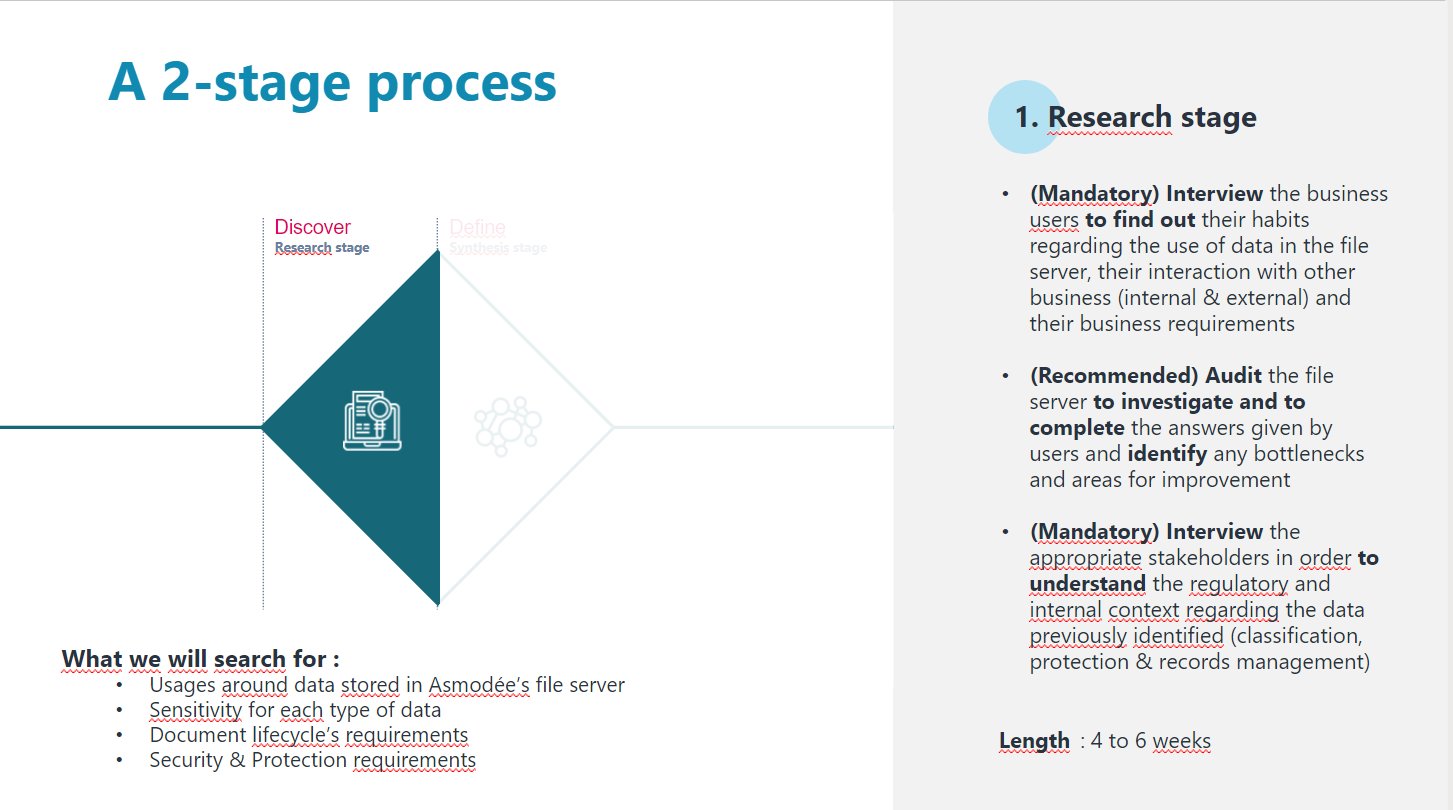 A 2-stage process
Discover
Research stage
Define
Synthesis stage
What we will search for :
• Usages around data stored in Asmodée’s file server
• Sensitivity for each type of data
• Document lifecycle’s requirements
• Security & Protection requirements
1. Research stage
• (Mandatory) Interview the business
users to find out their habits
regarding the use of data in the file
server, their interaction with other
business (internal & external) and
their business requirements
• (Recommended) Audit the file
server to investigate and to
complete the answers given by
users and identify any bottlenecks
and areas for improvement
• (Mandatory) Interview the
appropriate stakeholders in order to
understand the regulatory and
internal context regarding the data
previously identified (classification,
protection & records management)
Length : 4 to 6 weeks